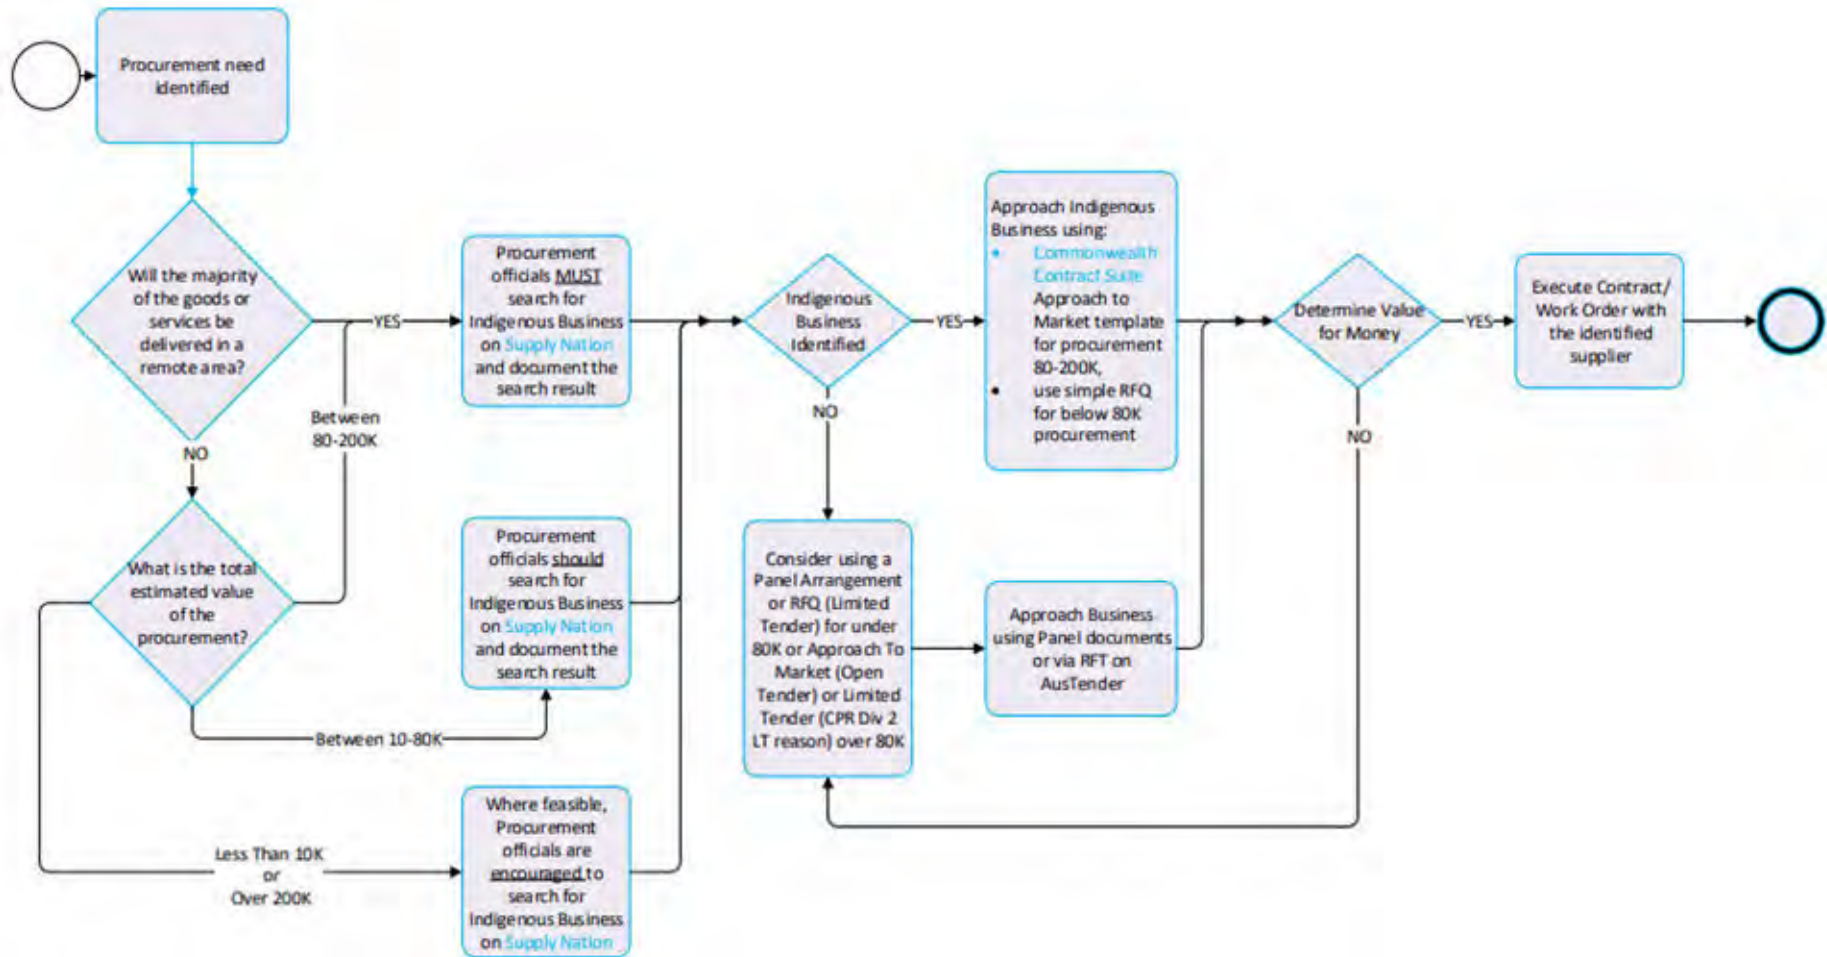 Procurement need
identified
Will the majority
of the goods or
services be
delivered in a
remote area?
YES
NO
Between
80-200K
What is the total
estimated value
of the
procurement?
Between 10-80K
Less Than 10K
or
Over 200K
Procurement
officials MUST
search for
Indigenous Business
on Supply Nation
and document the
search result
Procurement
officials should
search for
Indigenous Business
on Supply Nation
and document the
search result
Where feasible,
Procurement
officials are
encouraged to
search for
Indigenous Business
on Supply Nation
Indigenous
Business
Identified
YES
NO
Approach Indigenous
Business using:
• Commonwealth
Contract Suite
Approach to
Market template
for procurement
80-200K,
• use simple RFQ
for below 80K
procurement
Consider using a
Panel Arrangement
or RFQ (Limited
Tender) for under
80K or Approach To
Market (Open
Tender) or Limited
Tender (CPR Div 2
LT reason) over 80K
Approach Business
using Panel documents
or via RFT on
AusTender
Determine Value
for Money
YES
NO
Execute Contract/
Work Order with
the identified
supplier